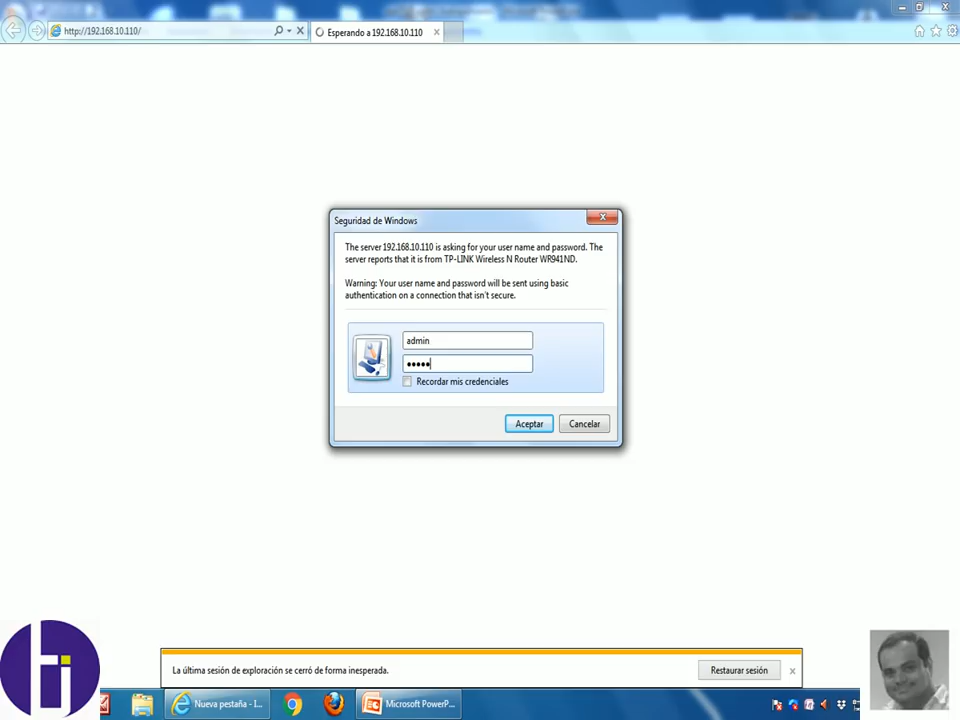 http://192.168.10.110/
Esperando a 192.168.10.110
Seguridad de Windows
The server 192.168.10.110 is asking for your user name and password. The
server reports that it is from TP-LINK Wireless N Router WR941ND.
Warning: Your user name and password will be sent using basic
authentication on a connection that isn't secure.
admin
•••••
Recordar mis credenciales
Aceptar
Cancelar
La última sesión de exploración se cerró de forma inesperada.
Restaurar sesión
Nueva pestaña - I...
Microsoft PowerP...